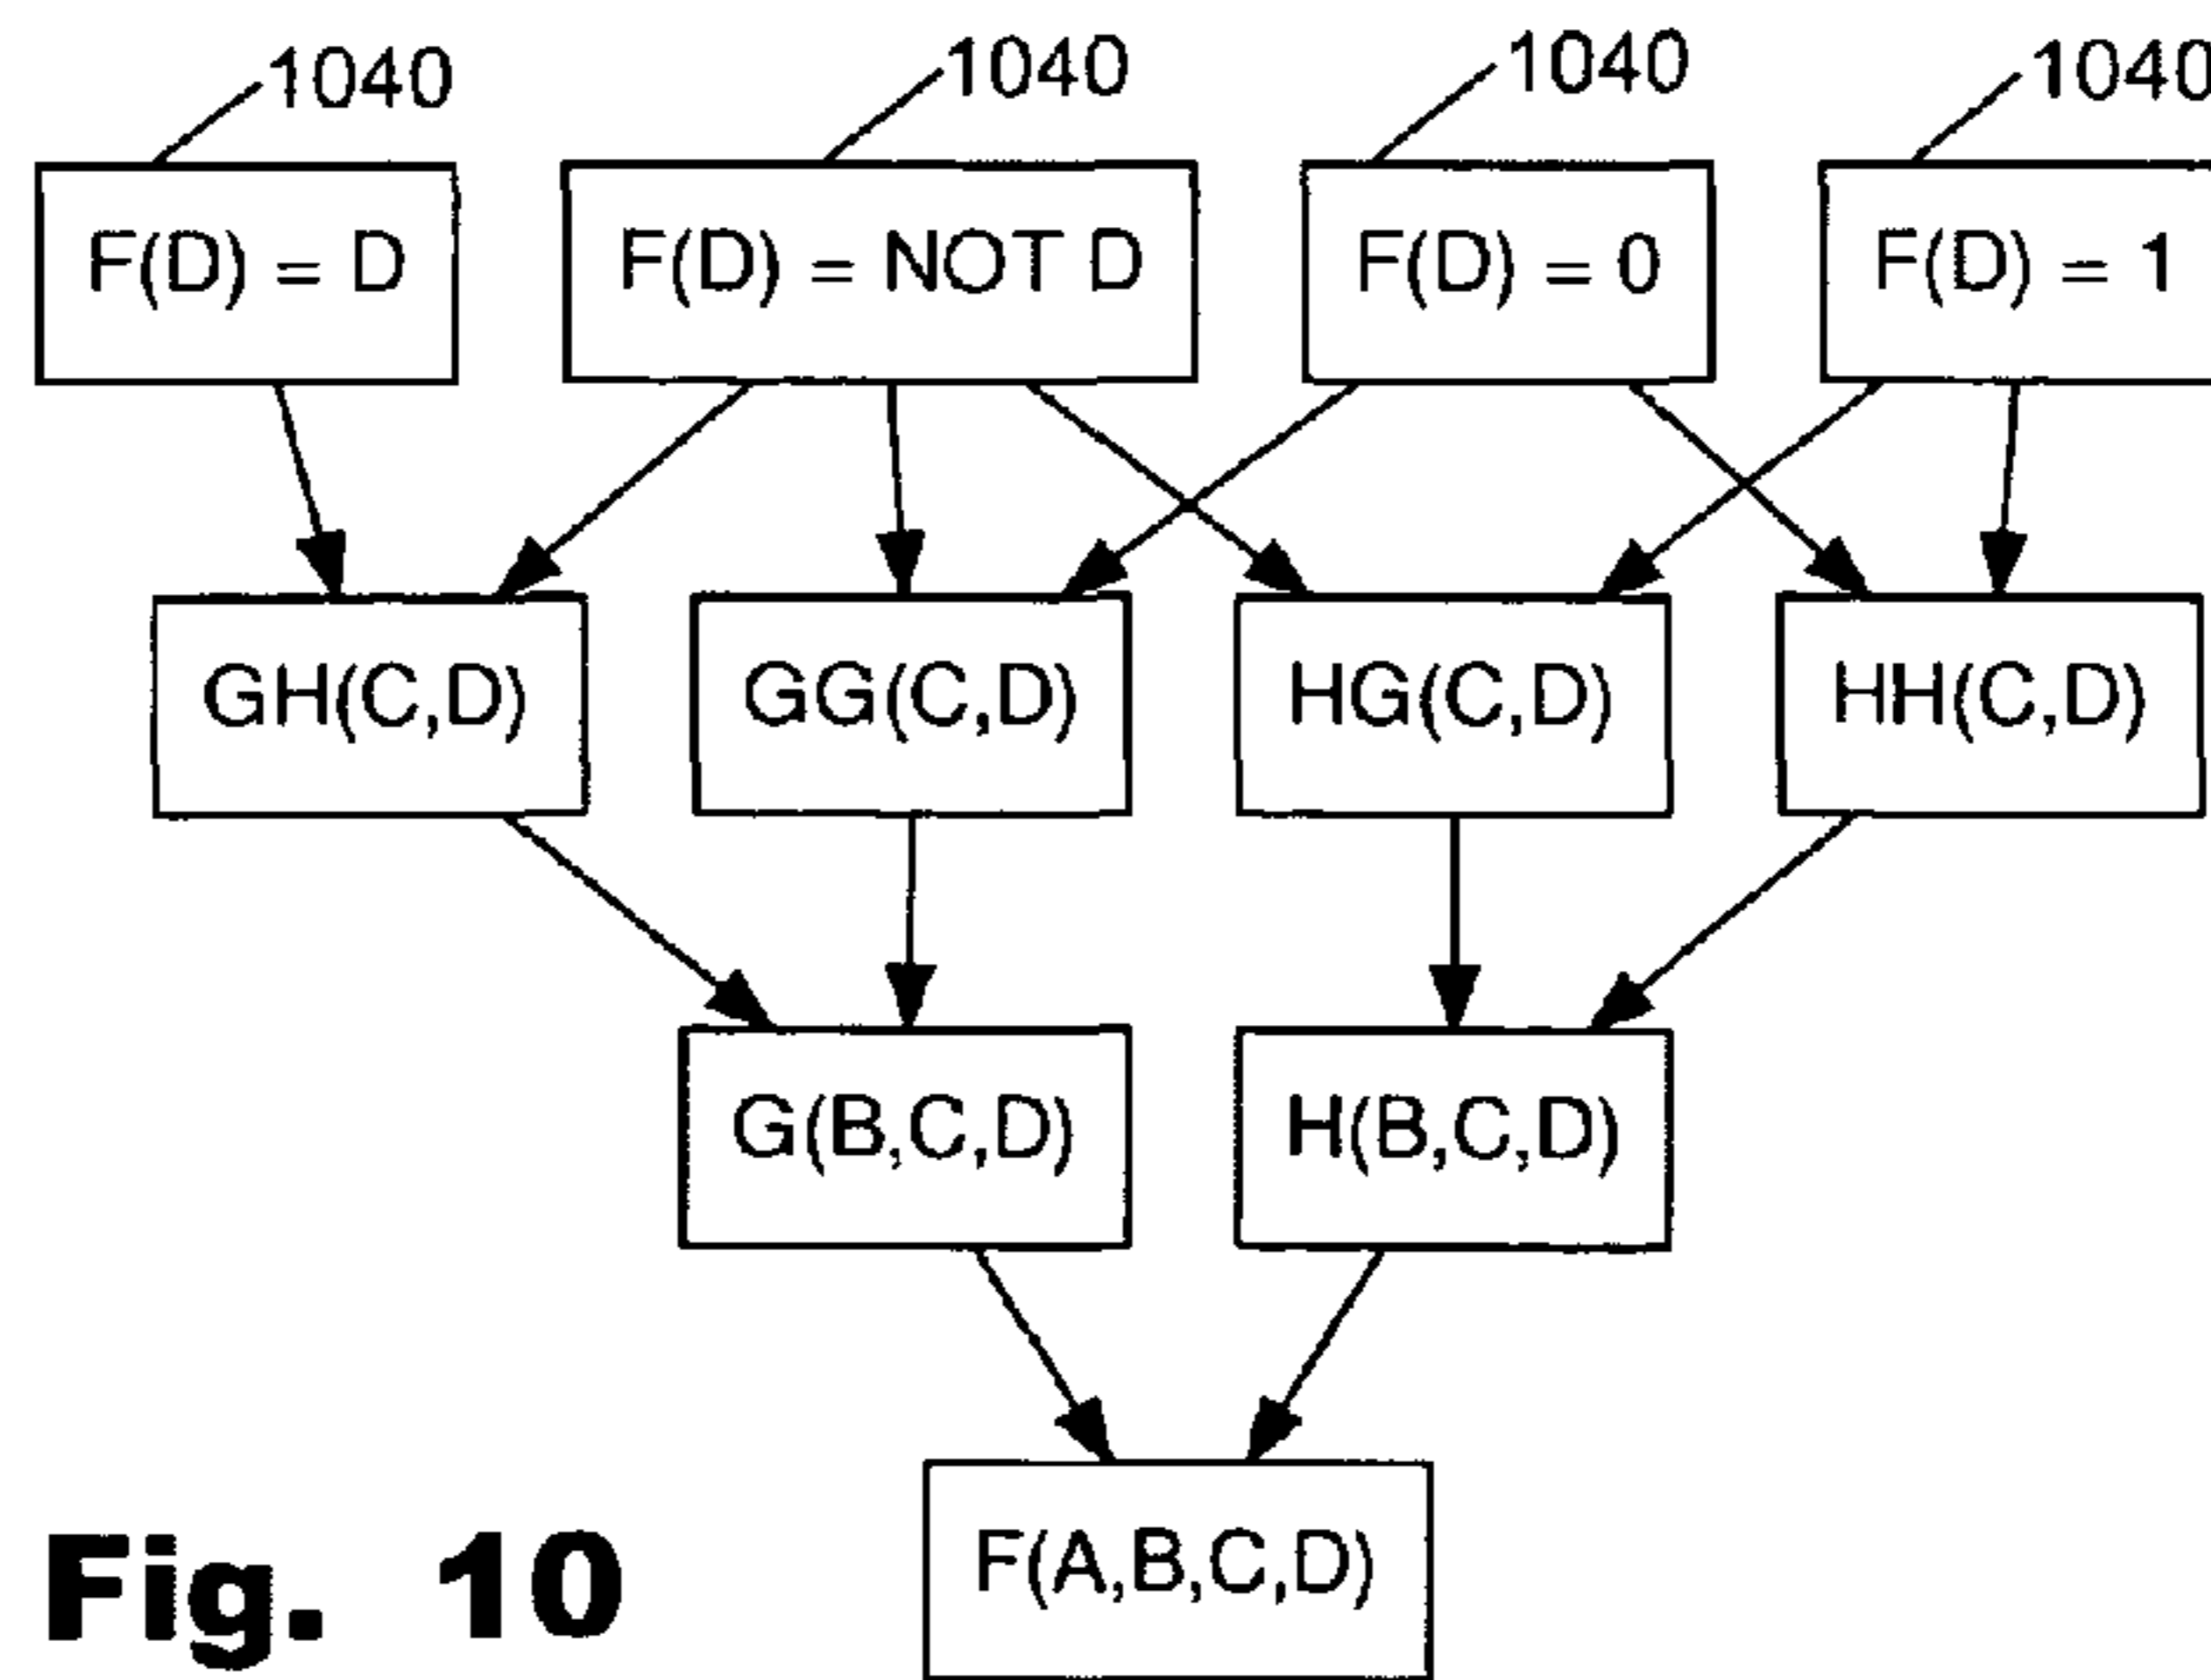 1040 1040 1040 1040
F(D) = D F(D) = NOT D F(D) = 0 F(D) = 1
GH(C,D) GG(C,D) HG(C,D) HH(C,D)
G(B,C,D) H(B,C,D)
F(A,B,C,D)
Fig. 10